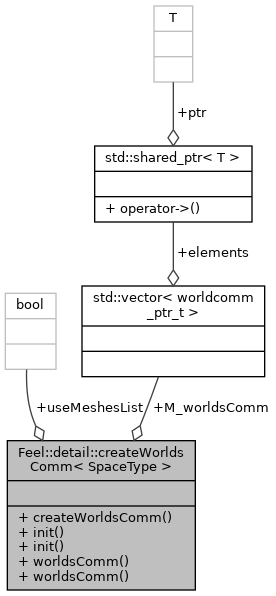 T
+ptr
std::shared_ptr< T >
+ operator->()
+elements
std::vector< worldcomm
_ptr_t >
bool
+useMeshesList
+M_worldsComm
Feel::detail::createWorlds
Comm< SpaceType >
+ createWorldsComm()
+ init()
+ init()
+ worldsComm()
+ worldsComm()